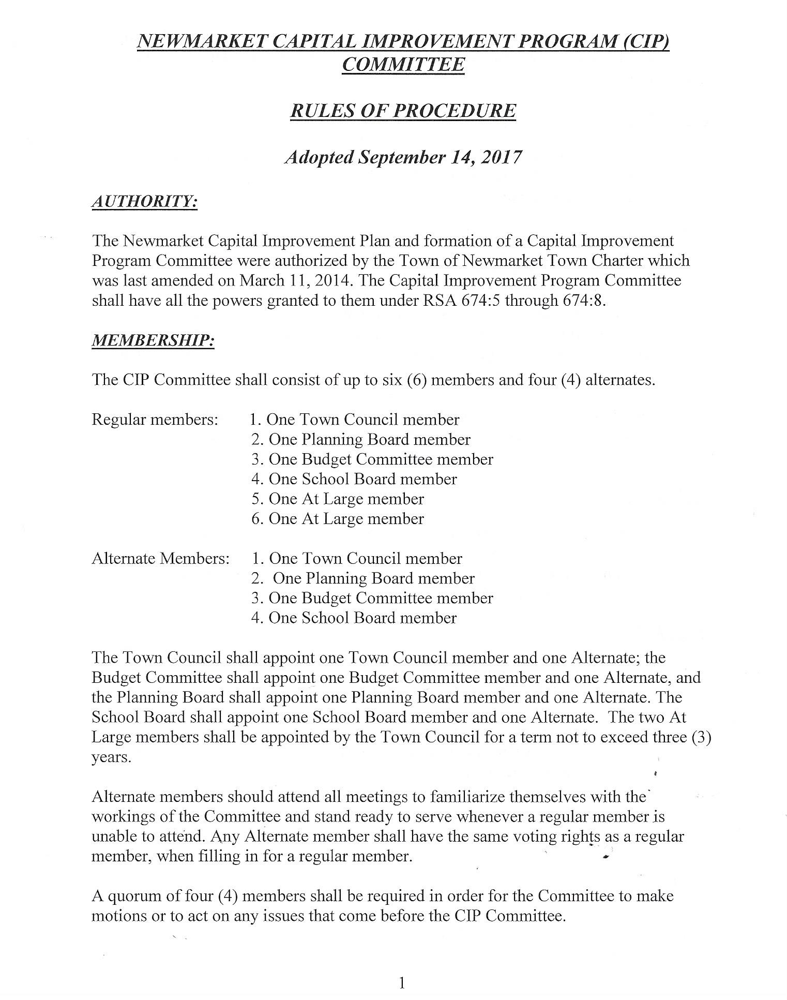 NEWMARKET CAPITAL IMPROVEMENT PROGRAM (CIP)
COMMITTEE
RULES OF PROCEDURE
Adopted September 14, 2017
AUTHORITY:
The Newmarket Capital Improvement Plan and formation of a Capital Improvement
Program Committee were authorized by the Town of Newmarket Town Charter which
was last amended on March 11, 2014. The Capital Improvement Program Committee
shall have all the powers granted to them under RSA 674:5 through 674:8.
MEMBERSHIP:
The CIP Committee shall consist of up to six (6) members and four (4) alternates.
Regular members: 1. One Town Council member
2. One Planning Board member
3. One Budget Committee member
4. One School Board member
5. One At Large member
6. One At Large member
Alternate Members: 1. One Town Council member
2. One Planning Board member
3. One Budget Committee member
4. One School Board member
The Town Council shall appoint one Town Council member and one Alternate; the
Budget Committee shall appoint one Budget Committee member and one Alternate, and
the Planning Board shall appoint one Planning Board member and one Alternate. The
School Board shall appoint one School Board member and one Alternate. The two At
Large members shall be appointed by the Town Council for a term not to exceed three (3)
years.
Alternate members should attend all meetings to familiarize themselves with the
workings of the Committee and stand ready to serve whenever a regular member is
unable to attend. Any Alternate member shall have the same voting rights as a regular
member, when filling in for a regular member.
A quorum of four (4) members shall be required in order for the Committee to make
motions or to act on any issues that come before the CIP Committee.
1